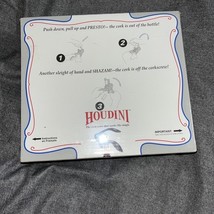 Push down, pull up and PRESTO! - the cork is out of the bottle!
1
2
Another sleight of hand and SHAZAM! - the cork is off the corkscrew!
3
HOUDINI
IMPORTANT